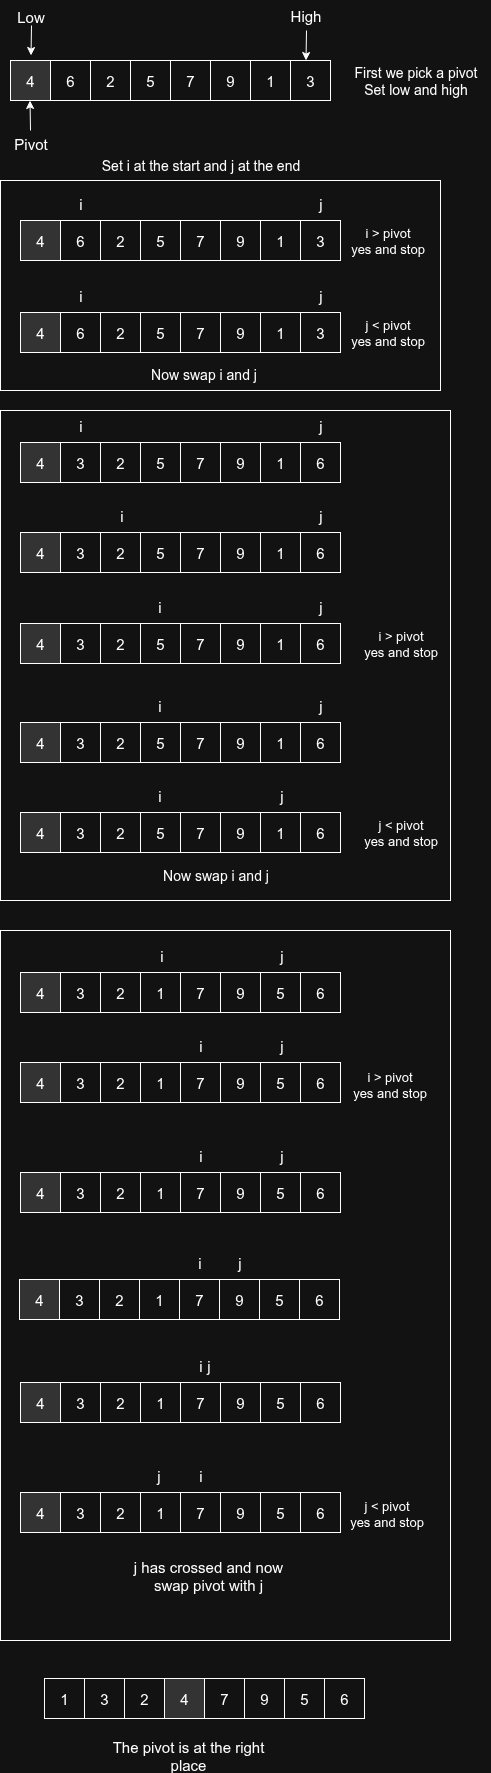 Low High
4 6 2 5 7 9 1 3
First we pick a pivot
Set low and high
Pivot
Set i at the start and j at the end
i j
4 6 2 5 7 9 1 3
i > pivot
yes and stop
i j
4 6 2 5 7 9 1 3
j < pivot
yes and stop
Now swap i and j
i j
4 3 2 5 7 9 1 6
i j
4 3 2 5 7 9 1 6
i j
4 3 2 5 7 9 1 6
i > pivot
yes and stop
i j
4 3 2 5 7 9 1 6
i j
4 3 2 5 7 9 1 6
j < pivot
yes and stop
Now swap i and j
i j
4 3 2 1 7 9 5 6
i j
4 3 2 1 7 9 5 6
i > pivot
yes and stop
i j
4 3 2 1 7 9 5 6
i j
4 3 2 1 7 9 5 6
i j
4 3 2 1 7 9 5 6
j i
4 3 2 1 7 9 5 6
j < pivot
yes and stop
j has crossed and now
swap pivot with j
1 3 2 4 7 9 5 6
The pivot is at the right
place